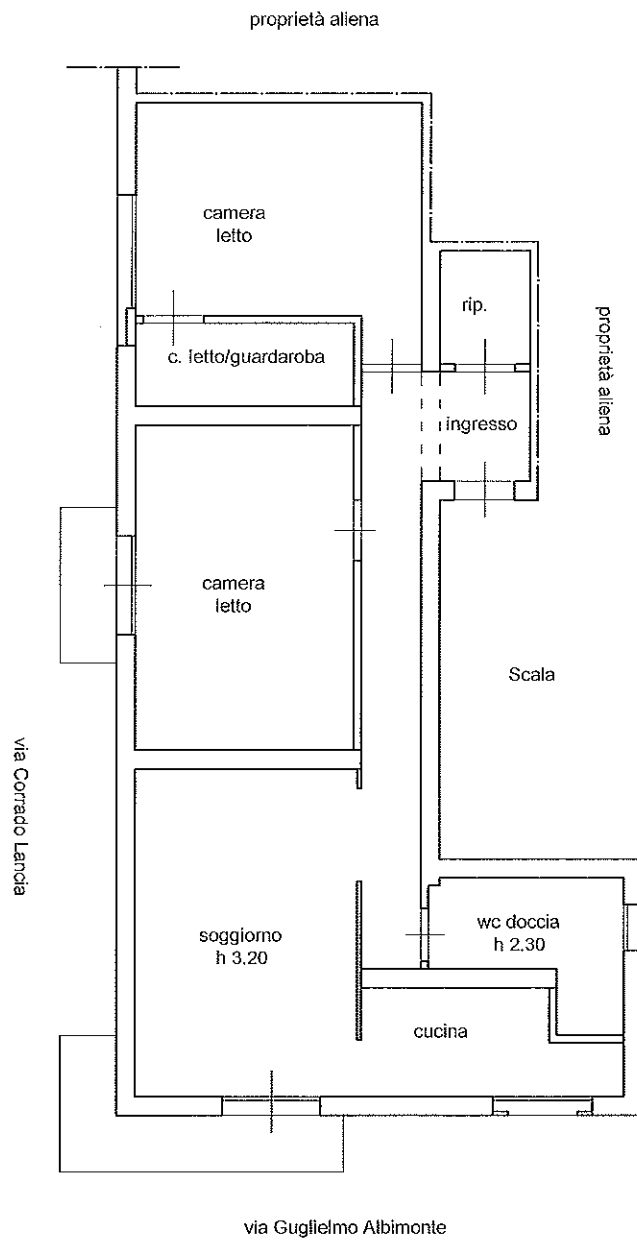 proprietà aliena
camera
letto
rip.
proprietà aliena
c. letto/guardaroba
ingresso
camera
letto
Scala
via Corrado Lancia
soggiorno
h 3,20
wc doccia
h 2,30
cucina
via Guglielmo Albimonte